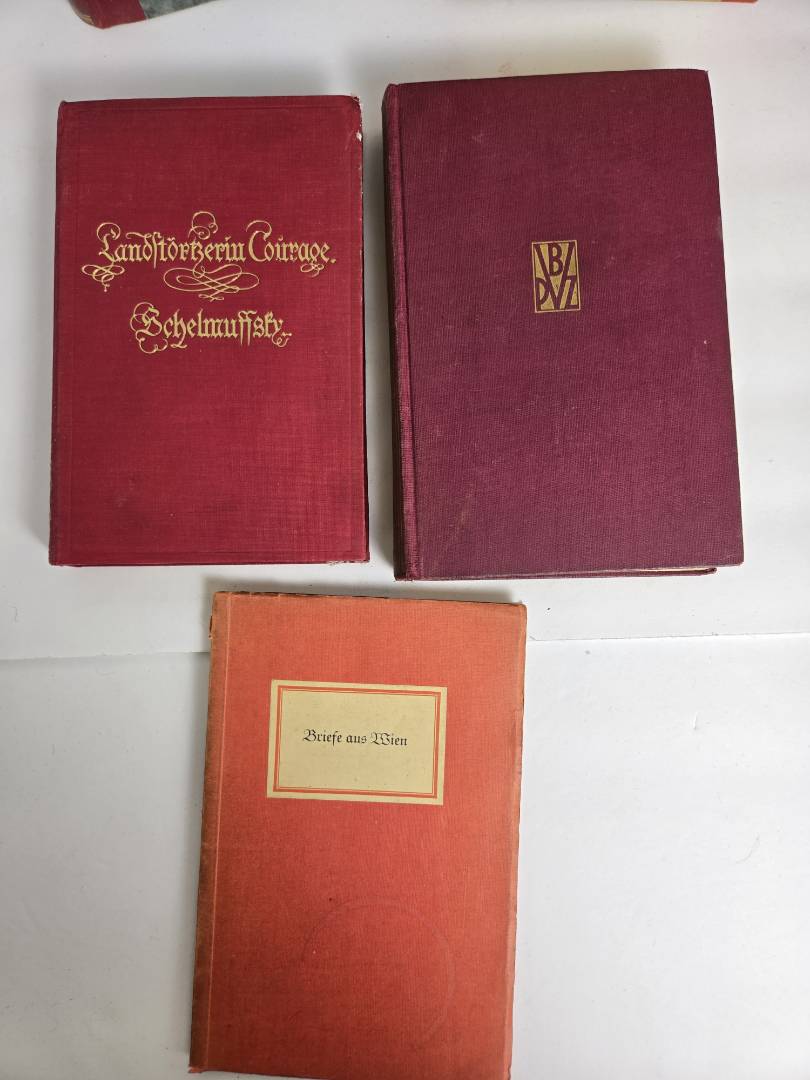 Landstörtzerin Courage.
Schelmuffsky.
Briefe aus Wien